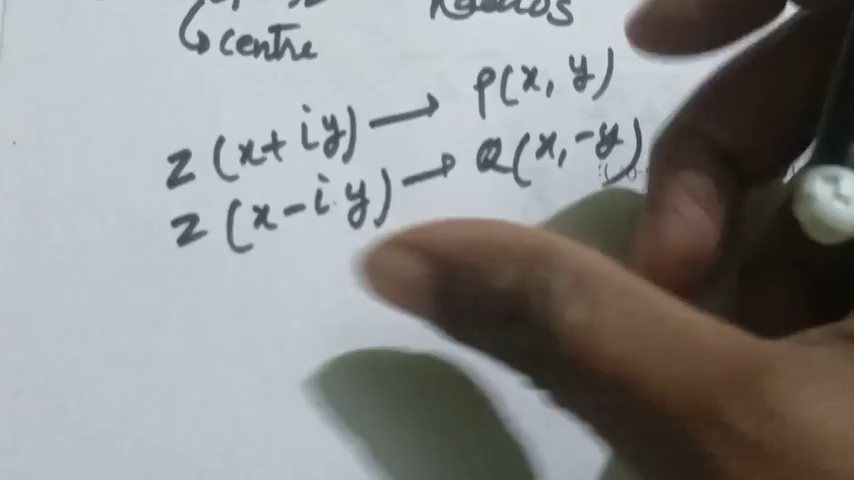 centre
z (x+iy) → P(x, y)
z (x-iy) → Q(x, -y)